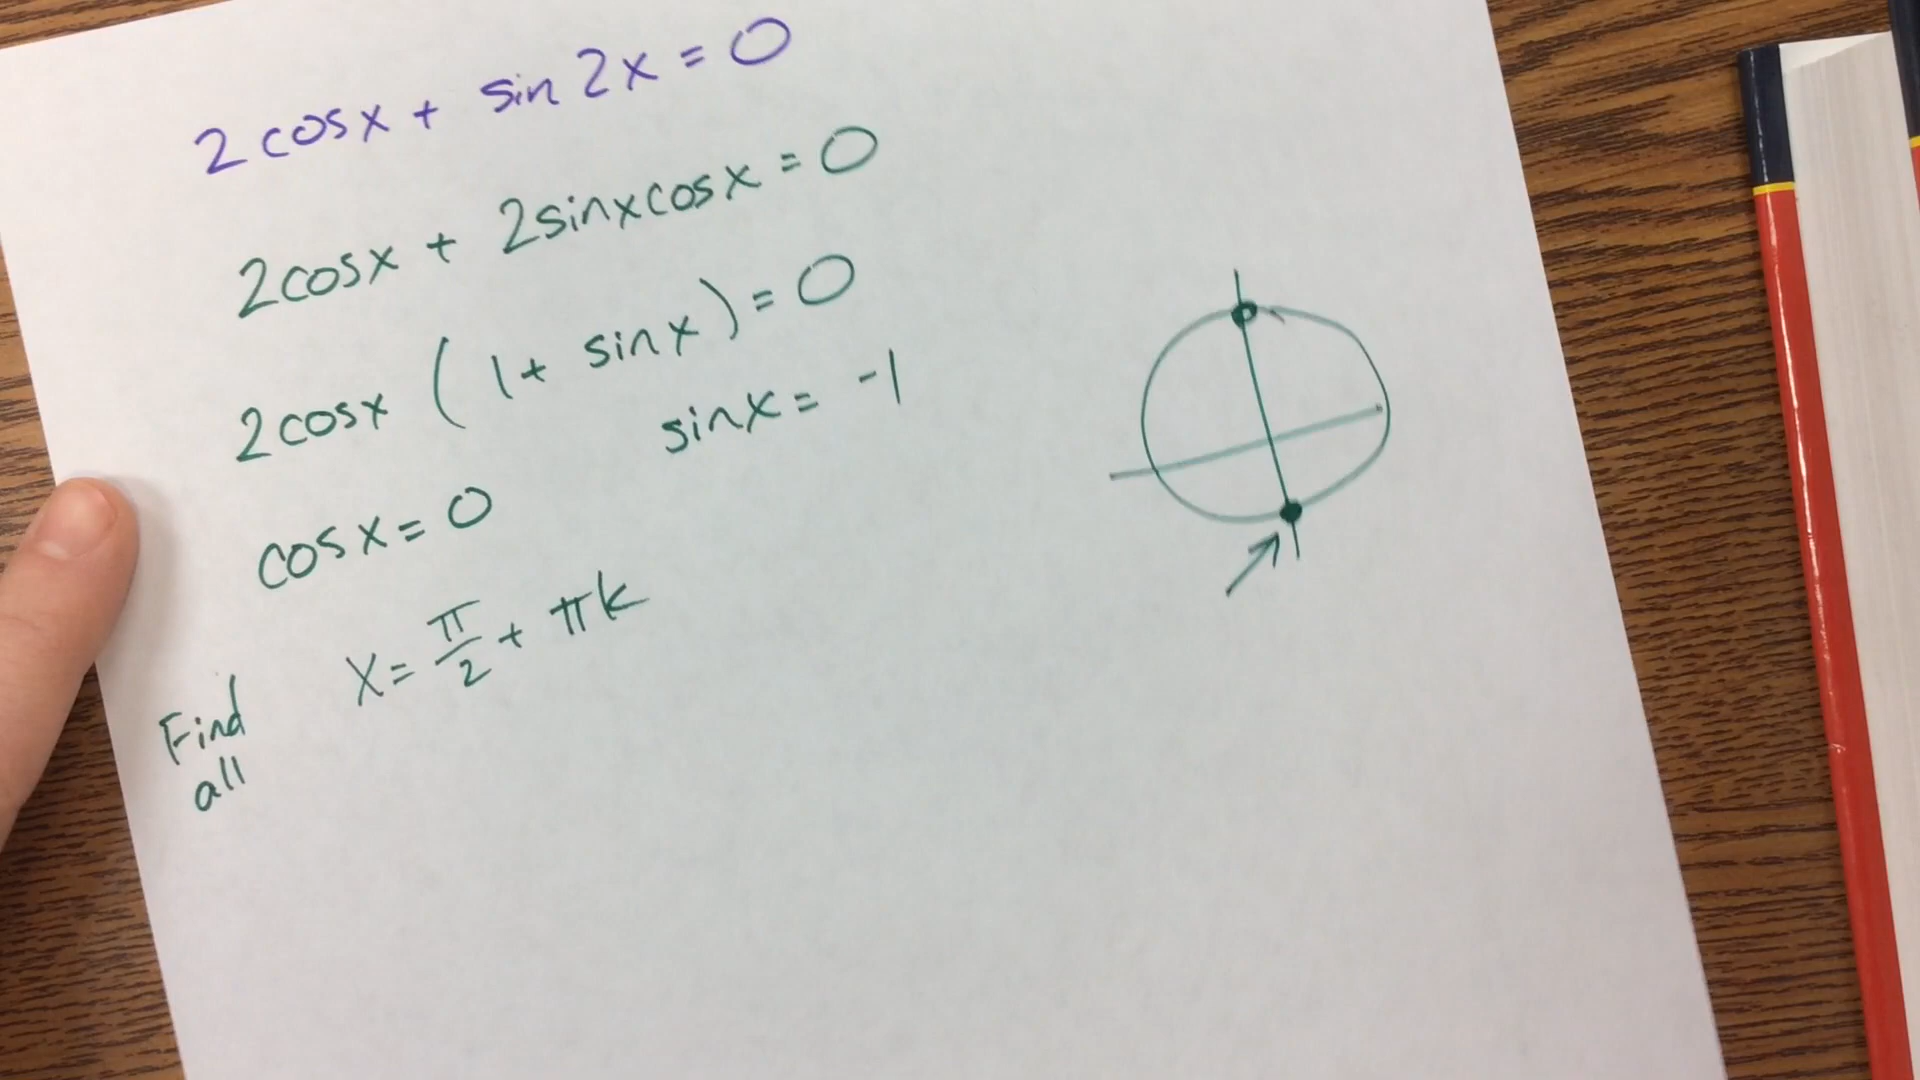 2cosx + sin2x = 0
2cosx + 2sinxcosx = 0
2cosx (1 + sinx) = 0
sinx = -1
cosx = 0
x = π/2 + πk
Find
all